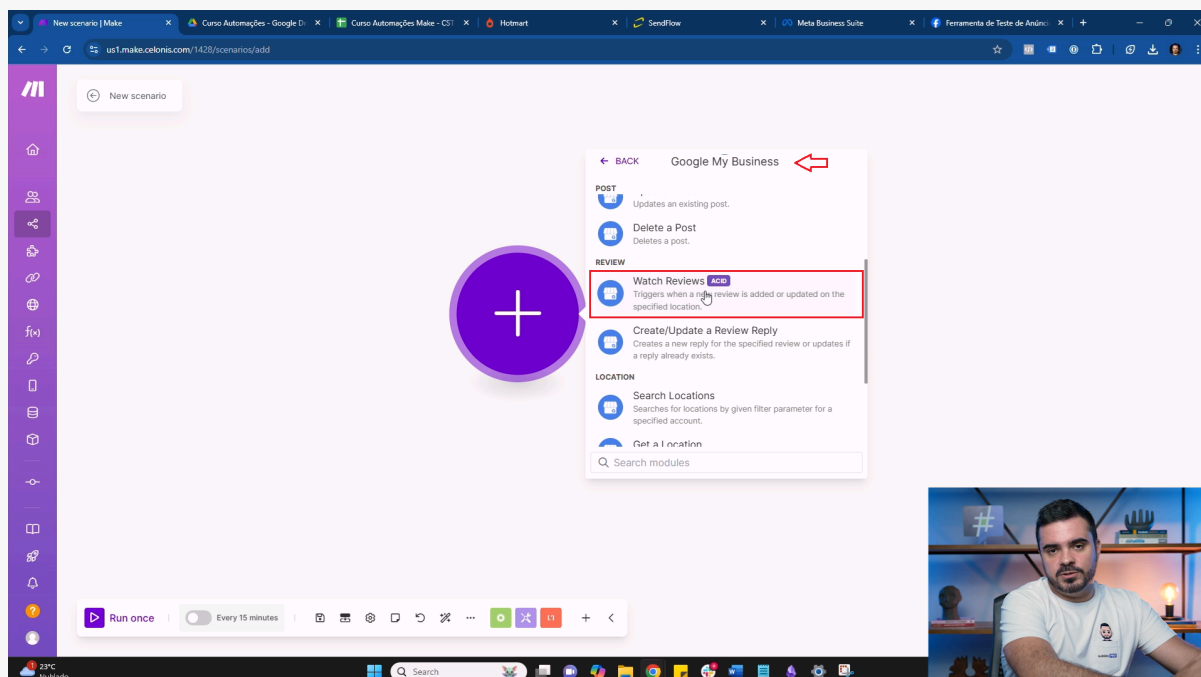 New scenario | Make
Curso Automações - Google Dr
Curso Automações Make - CST
Hotmart
SendFlow
Meta Business Suite
Ferramenta de Teste de Anúnci
us1.make.celonis.com/1428/scenarios/add
New scenario
BACK
Google My Business
POST
Updates an existing post.
Delete a Post
Deletes a post.
REVIEW
Watch Reviews ACID
Triggers when a new review is added or updated on the
specified location.
Create/Update a Review Reply
Creates a new reply for the specified review or updates if
a reply already exists.
LOCATION
Search Locations
Searches for locations by given filter parameter for a
specified account.
Get a Location
Search modules
Run once
Every 15 minutes
23°C
Nublado
Search